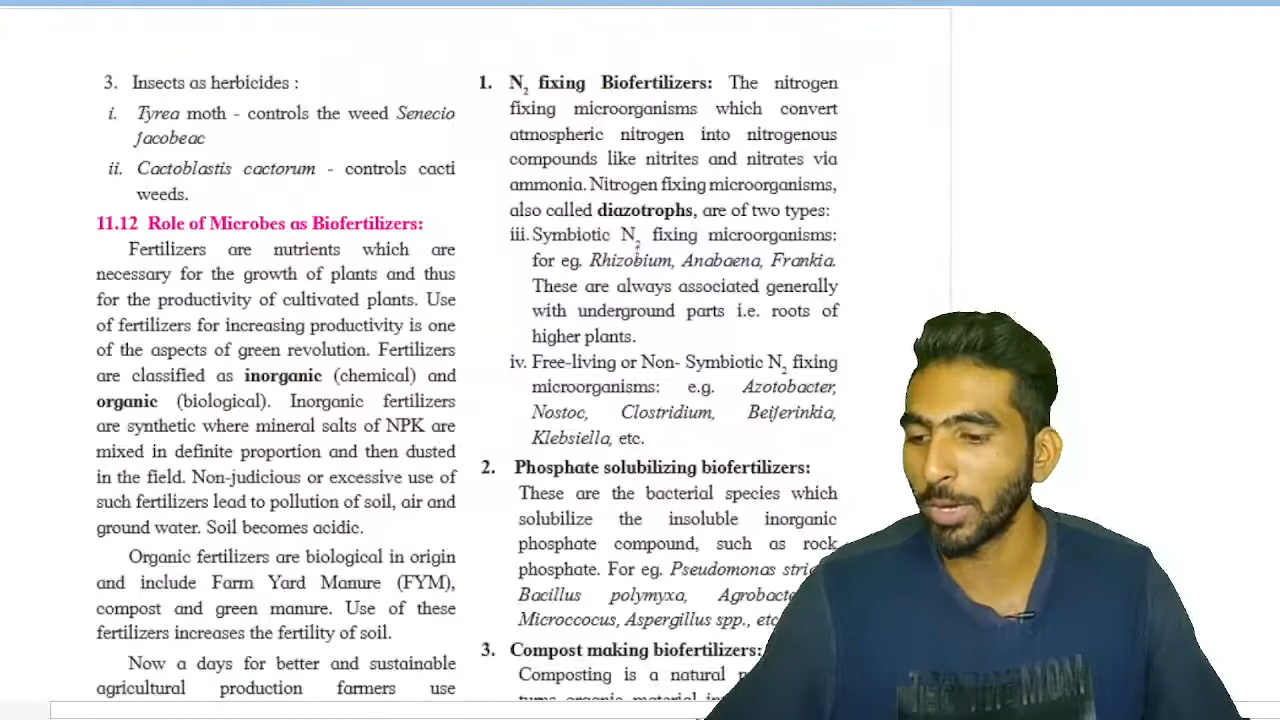 3. Insects as herbicides :
i. Tyrea moth - controls the weed Senecio
Jacobeac
ii. Cactoblastis cactorum - controls cacti
weeds.
11.12 Role of Microbes as Biofertilizers:
Fertilizers are nutrients which are
necessary for the growth of plants and thus
for the productivity of cultivated plants. Use
of fertilizers for increasing productivity is one
of the aspects of green revolution. Fertilizers
are classified as inorganic (chemical) and
organic (biological). Inorganic fertilizers
are synthetic where mineral salts of NPK are
mixed in definite proportion and then dusted
in the field. Non-judicious or excessive use of
such fertilizers lead to pollution of soil, air and
ground water. Soil becomes acidic.
Organic fertilizers are biological in origin
and include Farm Yard Manure (FYM),
compost and green manure. Use of these
fertilizers increases the fertility of soil.
Now a days for better and sustainable
agricultural production farmers use
1. N₂ fixing Biofertilizers: The nitrogen
fixing microorganisms which convert
atmospheric nitrogen into nitrogenous
compounds like nitrites and nitrates via
ammonia. Nitrogen fixing microorganisms,
also called diazotrophs, are of two types:
iii. Symbiotic N₂ fixing microorganisms:
for eg. Rhizobium, Anabaena, Frankia.
These are always associated generally
with underground parts i.e. roots of
higher plants.
iv. Free-living or Non- Symbiotic N₂ fixing
microorganisms: e.g. Azotobacter,
Nostoc, Clostridium, Beijerinkia,
Klebsiella, etc.
2. Phosphate solubilizing biofertilizers:
These are the bacterial species which
solubilize the insoluble inorganic
phosphate compound, such as rock
phosphate. For eg. Pseudomonas
Bacillus polymyxa,
Microccocus, Aspergillus spp., etc
3. Compost making biofertilizers:
Composting is a natural
turns organic material